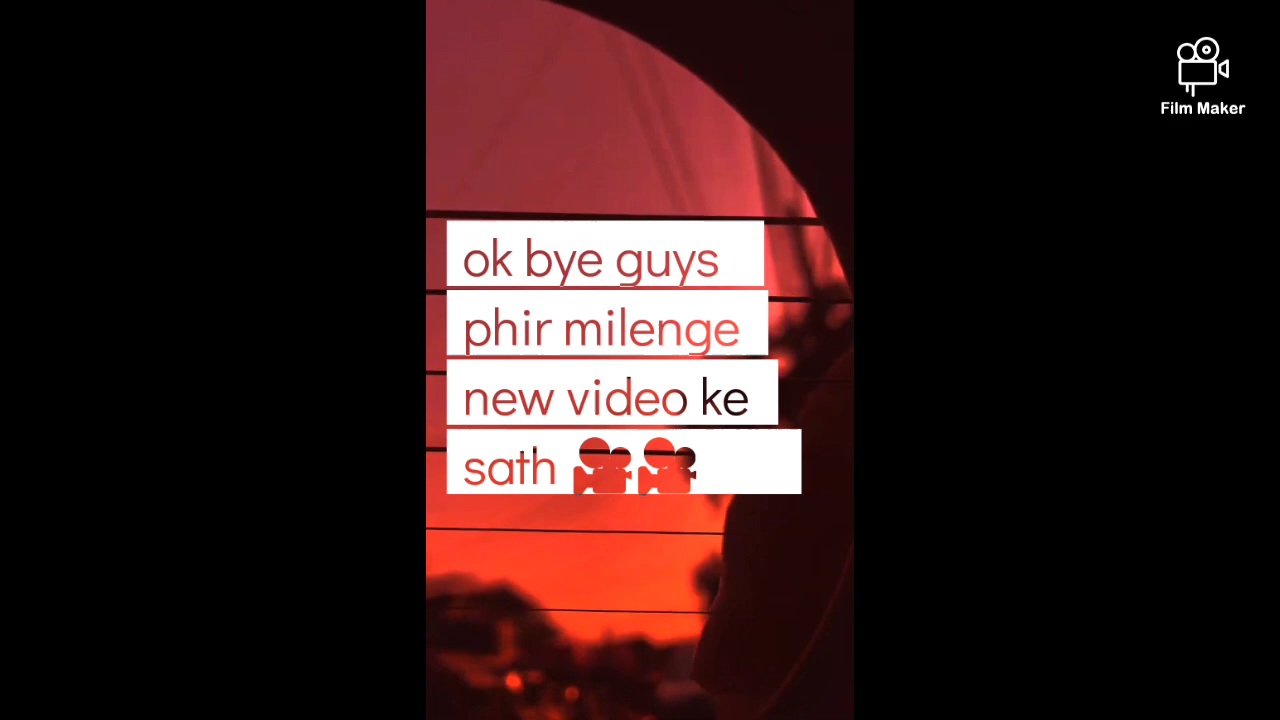 Film Maker
ok bye guys
phir milenge
new video ke
sath 🎥🎥